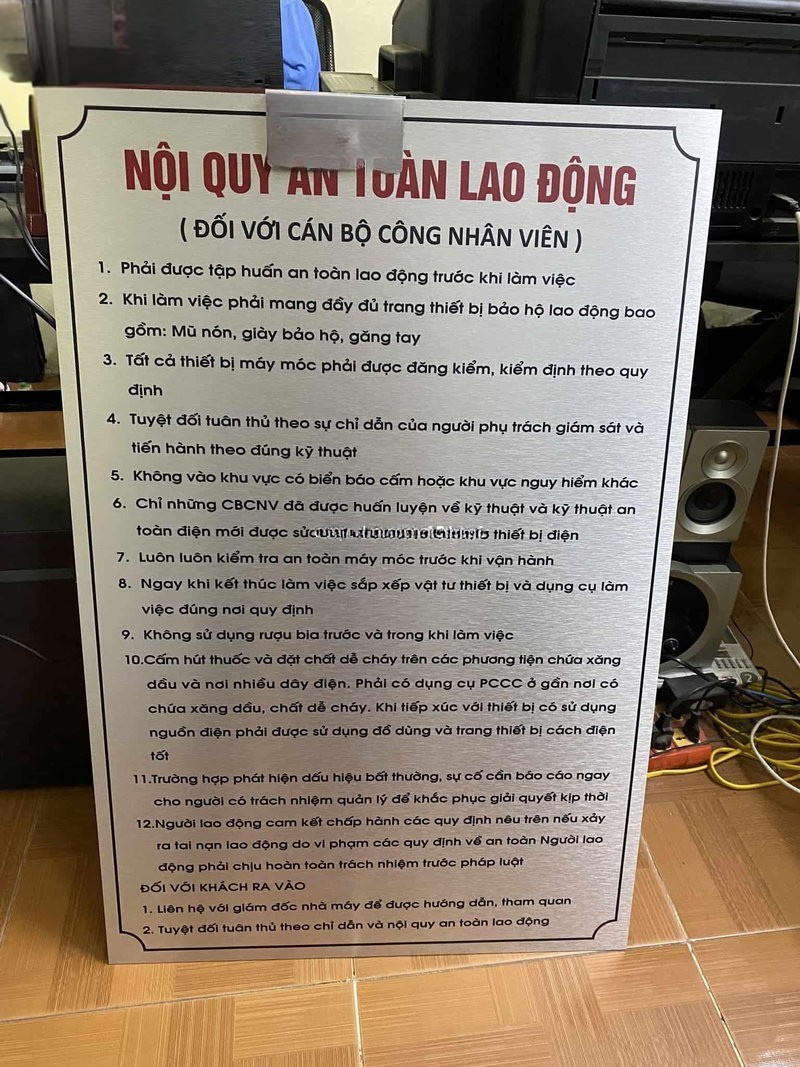 NỘI QUY AN TOÀN LAO ĐỘNG
( ĐỐI VỚI CÁN BỘ CÔNG NHÂN VIÊN )
1. Phải được tập huấn an toàn lao động trước khi làm việc
2. Khi làm việc phải mang đầy đủ trang thiết bị bảo hộ lao động bao
gồm: Mũ nón, giày bảo hộ, găng tay
3. Tất cả thiết bị máy móc phải được đăng kiểm, kiểm định theo quy
định
4. Tuyệt đối tuân thủ theo sự chỉ dẫn của người phụ trách giám sát và
tiến hành theo đúng kỹ thuật
5. Không vào khu vực có biển báo cấm hoặc khu vực nguy hiểm khác
6. Chỉ những CBCNV đã được huấn luyện về kỹ thuật và kỹ thuật an
toàn điện mới được sửa thiết bị điện
7. Luôn luôn kiểm tra an toàn máy móc trước khi vận hành
8. Ngay khi kết thúc làm việc sắp xếp vật tư thiết bị và dụng cụ làm
việc đúng nơi quy định
9. Không sử dụng rượu bia trước và trong khi làm việc
10.Cấm hút thuốc và đặt chất dễ cháy trên các phương tiện chứa xăng
dầu và nơi nhiều dây điện. Phải có dụng cụ PCCC ở gần nơi có
chứa xăng dầu, chất dễ cháy. Khi tiếp xúc với thiết bị có sử dụng
nguồn điện phải được sử dụng đồ dùng và trang thiết bị cách điện
tốt
11.Trường hợp phát hiện dấu hiệu bất thường, sự cố cần báo cáo ngay
cho người có trách nhiệm quản lý để khắc phục giải quyết kịp thời
12.Người lao động cam kết chấp hành các quy định nêu trên nếu xảy
ra tai nạn lao động do vi phạm các quy định về an toàn Người lao
động phải chịu hoàn toàn trách nhiệm trước pháp luật
ĐỐI VỚI KHÁCH RA VÀO
1. Liên hệ với giám đốc nhà máy để được hướng dẫn, tham quan
2. Tuyệt đối tuân thủ theo chỉ dẫn và nội quy an toàn lao động